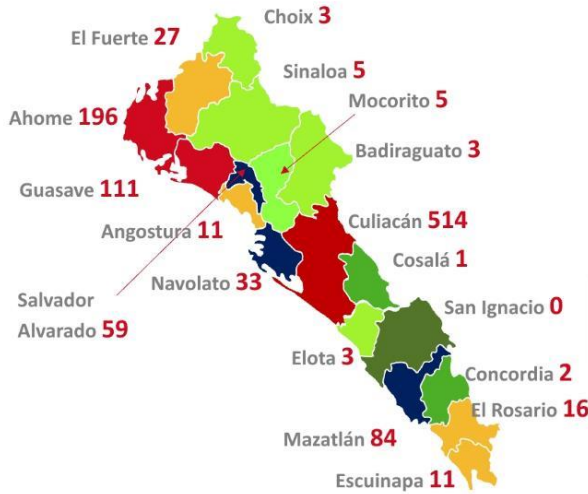 Choix 3
El Fuerte 27
Sinaloa 5
Mocorito 5
Ahome 196
Badiraguato 3
Guasave 111
Culiacán 514
Angostura 11
Cosalá 1
Navolato 33
Salvador
Alvarado 59
San Ignacio 0
Elota 3
Concordia 2
El Rosario 16
Mazatlán 84
Escuinapa 11